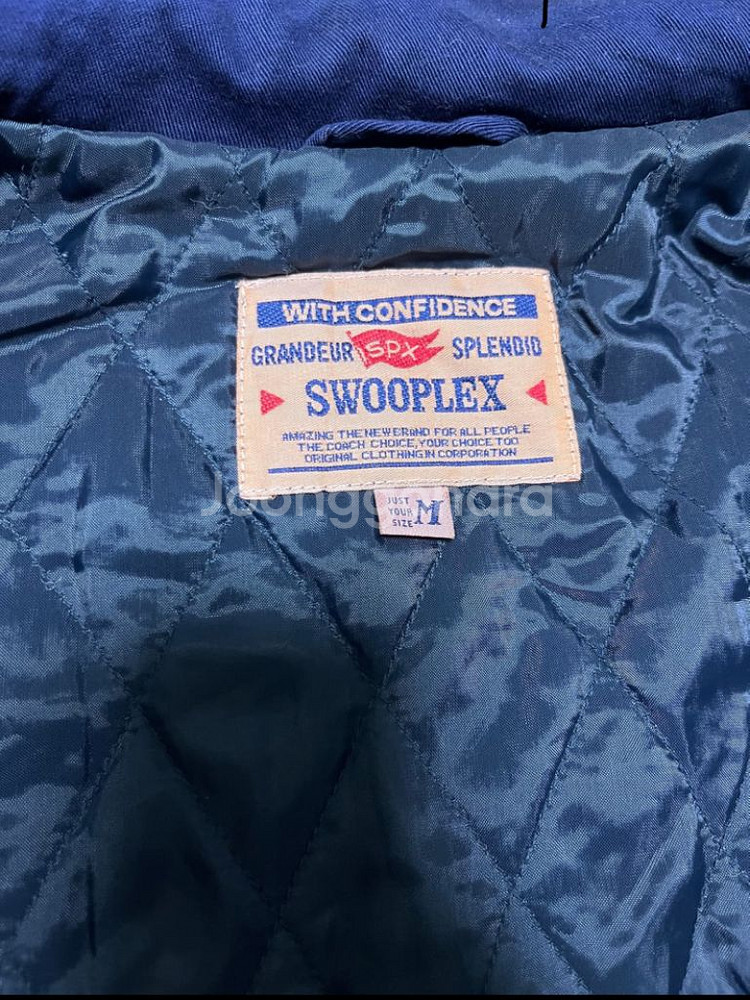 WITH CONFIDENCE
GRANDEUR SPX SPLENDID
SWOOPLEX
AMAZING THE NEW BRAND FOR ALL PEOPLE
THE COACH CHOICE, YOUR CHOICE TOO
ORIGINAL CLOTHING IN CORPORATION
Joonggonara
JUST
YOUR
SIZE M